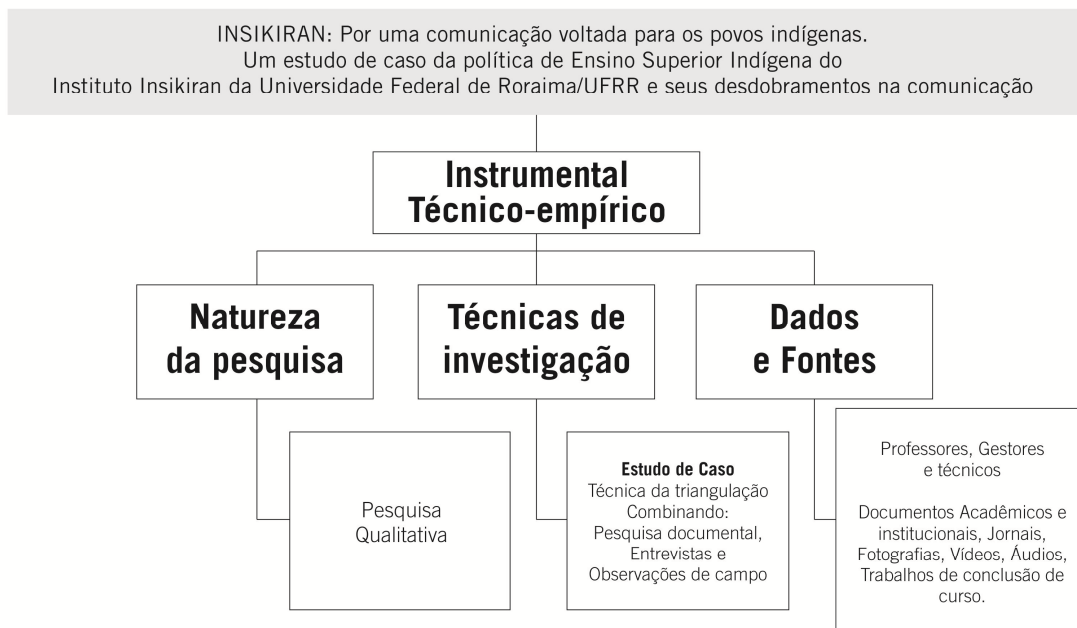 INSIKIRAN: Por uma comunicação voltada para os povos indígenas.
Um estudo de caso da política de Ensino Superior Indígena do
Instituto Insikiran da Universidade Federal de Roraima/UFRR e seus desdobramentos na comunicação
Instrumental
Técnico-empírico
Natureza
da pesquisa
Técnicas de
investigação
Dados
e Fontes
Pesquisa
Qualitativa
Estudo de Caso
Técnica da triangulação
Combinando:
Pesquisa documental,
Entrevistas e
Observações de campo
Professores, Gestores
e técnicos
Documentos Acadêmicos e
institucionais, Jornais,
Fotografias, Vídeos, Áudios,
Trabalhos de conclusão de
curso.